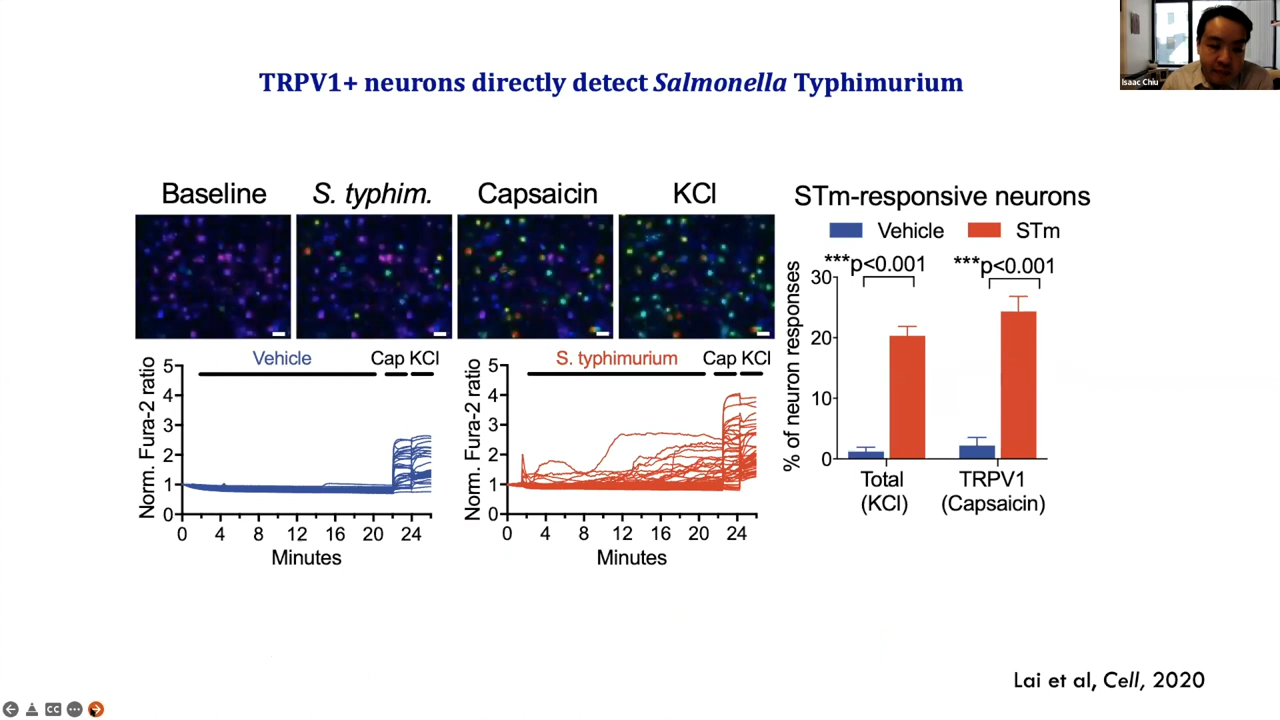 Isaac Chiu
TRPV1+ neurons directly detect Salmonella Typhimurium
Baseline
S. typhim.
Capsaicin
KCl
STm-responsive neurons
Vehicle
STm
***p<0.001
***p<0.001
% of neuron responses
30
20
10
0
Total
(KCl)
TRPV1
(Capsaicin)
Vehicle
Cap
KCl
Norm. Fura-2 ratio
5
4
3
2
1
0
0 4 8 12 16 20 24
Minutes
S. typhimurium
Cap
KCl
Norm. Fura-2 ratio
5
4
3
2
1
0
0 4 8 12 16 20 24
Minutes
Lai et al, Cell, 2020
CC